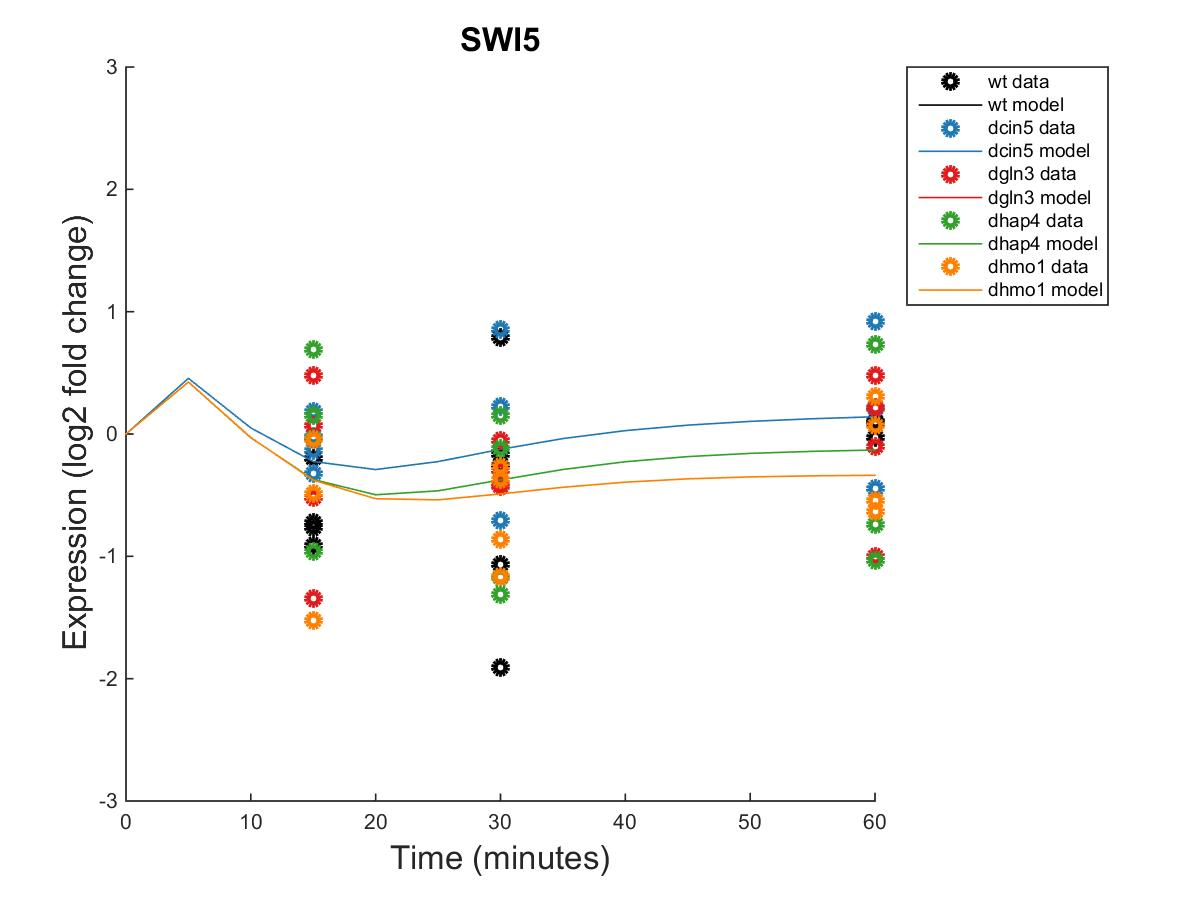 SWI5
3
2
1
0
-1
-2
-3
Expression (log2 fold change)
0 10 20 30 40 50 60
Time (minutes)
wt data
wt model
dcin5 data
dcin5 model
dgln3 data
dgln3 model
dhap4 data
dhap4 model
dhmo1 data
dhmo1 model